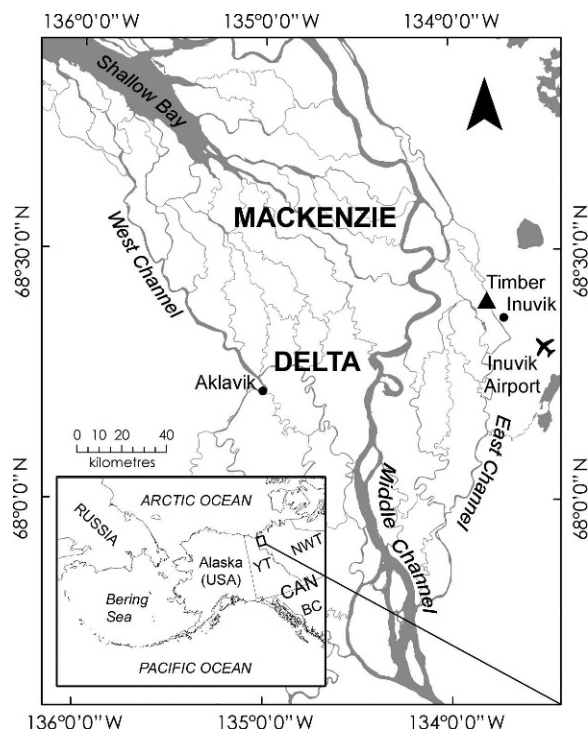 136°0'0''W 135°0'0''W 134°0'0''W
Shallow Bay
MACKENZIE
68°30'0'' N
68°30'0'' N
West Channel
Timber
Inuvik
DELTA
Inuvik
Airport
Aklavik
0 10 20 40
kilometres
East Channel
Middle Channel
68°0'0'' N
68°0'0'' N
ARCTIC OCEAN
RUSSIA
NWT
Alaska
(USA)
YT
CAN
BC
Bering
Sea
PACIFIC OCEAN
136°0'0''W 135°0'0''W 134°0'0''W